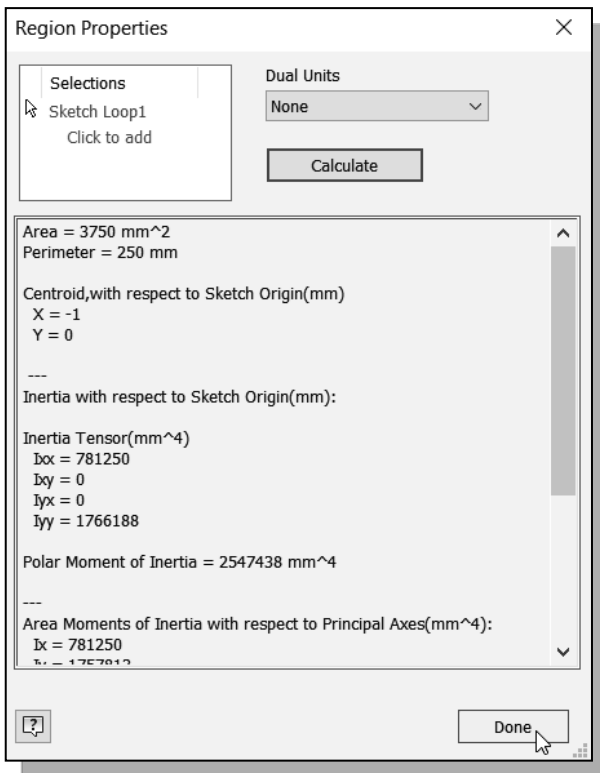 Region Properties
Selections
Sketch Loop1
Click to add
Dual Units
None
Calculate
Area = 3750 mm^2
Perimeter = 250 mm
Centroid,with respect to Sketch Origin(mm)
X = -1
Y = 0
---
Inertia with respect to Sketch Origin(mm):
Inertia Tensor(mm^4)
Ixx = 781250
Ixy = 0
Iyx = 0
Iyy = 1766188
Polar Moment of Inertia = 2547438 mm^4
---
Area Moments of Inertia with respect to Principal Axes(mm^4):
Ix = 781250
Iy = 1757812
Done